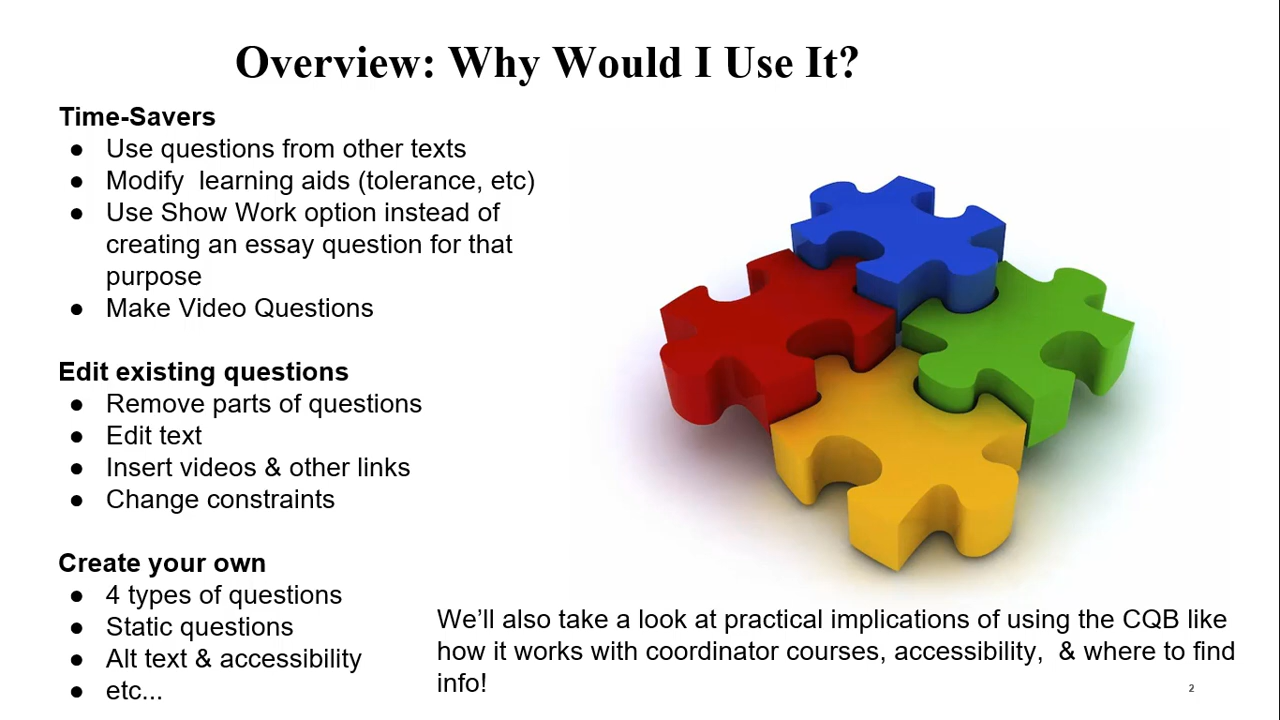 Overview: Why Would I Use It?
Time-Savers
● Use questions from other texts
● Modify  learning aids (tolerance, etc)
● Use Show Work option instead of
creating an essay question for that
purpose
● Make Video Questions
Edit existing questions
● Remove parts of questions
● Edit text
● Insert videos & other links
● Change constraints
Create your own
● 4 types of questions
● Static questions
● Alt text & accessibility
● etc...
We’ll also take a look at practical implications of using the CQB like
how it works with coordinator courses, accessibility,  & where to find
info!
2